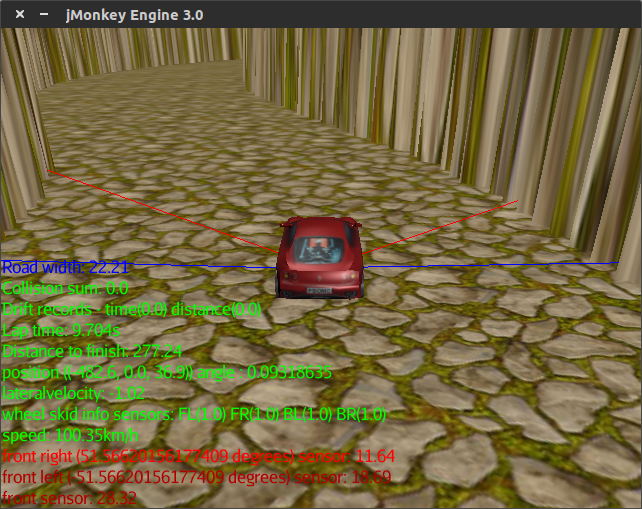 jMonkey Engine 3.0
Road width: 22.21
Collision sum: 0.0
Drift records - time(0.0) distance(0.0)
Lap time: 9.704s
Distance to finish: 277.24
position ((-482.6, 0.0, 36.9)) angle -0.09318635
lateralvelocity: -1.02
wheel skid info sensors: FL(1.0) FR(1.0) BL(1.0) BR(1.0)
speed: 100.35km/h
front right (51.56620156177409 degrees) sensor: 11.64
front left (-51.56620156177409 degrees) sensor: 18.69
front sensor: 28.32